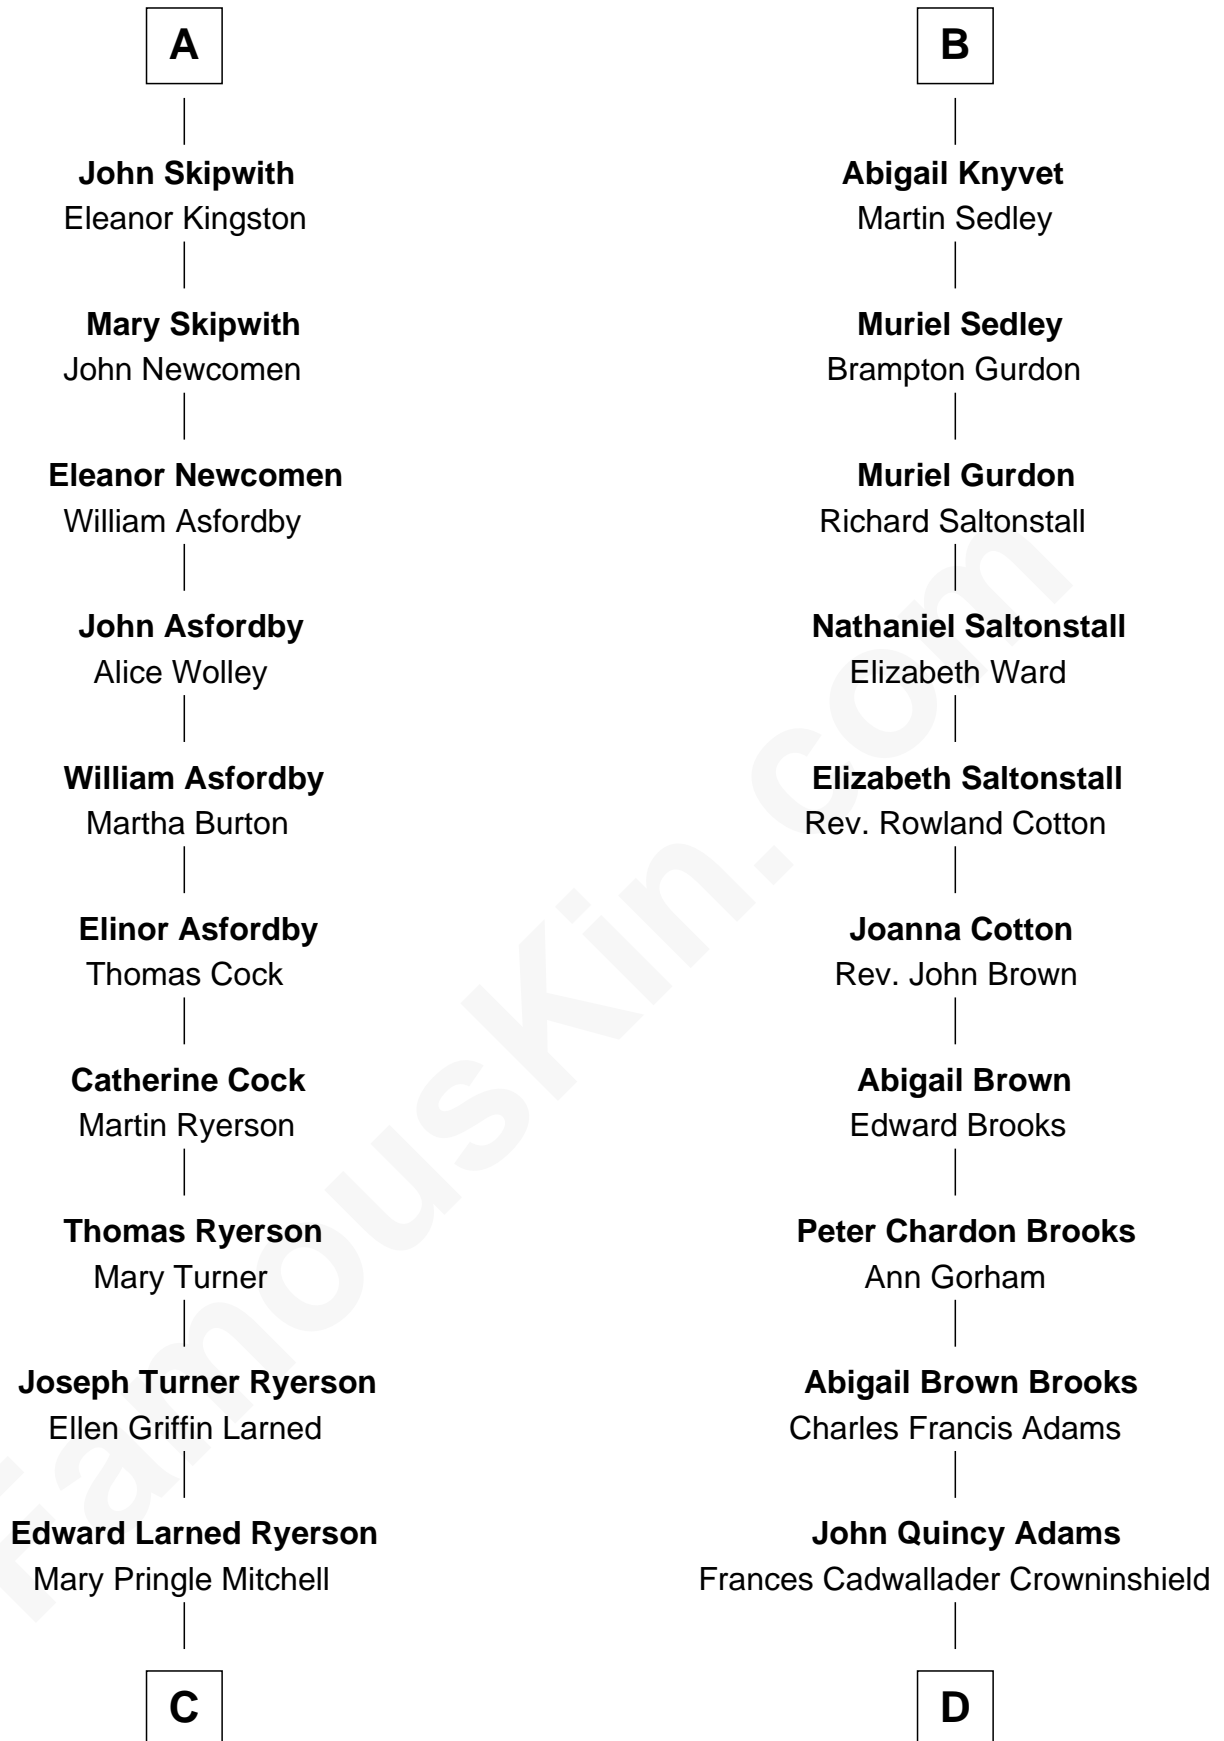 A
John Skipwith
Eleanor Kingston
Mary Skipwith
John Newcomen
Eleanor Newcomen
William Asfordby
John Asfordby
Alice Wolley
William Asfordby
Martha Burton
Elinor Asfordby
Thomas Cock
Catherine Cock
Martin Ryerson
Thomas Ryerson
Mary Turner
Joseph Turner Ryerson
Ellen Griffin Larned
Edward Larned Ryerson
Mary Pringle Mitchell
C
B
Abigail Knyvet
Martin Sedley
Muriel Sedley
Brampton Gurdon
Muriel Gurdon
Richard Saltonstall
Nathaniel Saltonstall
Elizabeth Ward
Elizabeth Saltonstall
Rev. Rowland Cotton
Joanna Cotton
Rev. John Brown
Abigail Brown
Edward Brooks
Peter Chardon Brooks
Ann Gorham
Abigail Brown Brooks
Charles Francis Adams
John Quincy Adams
Frances Cadwallader Crowninshield
D
FamousKin.com